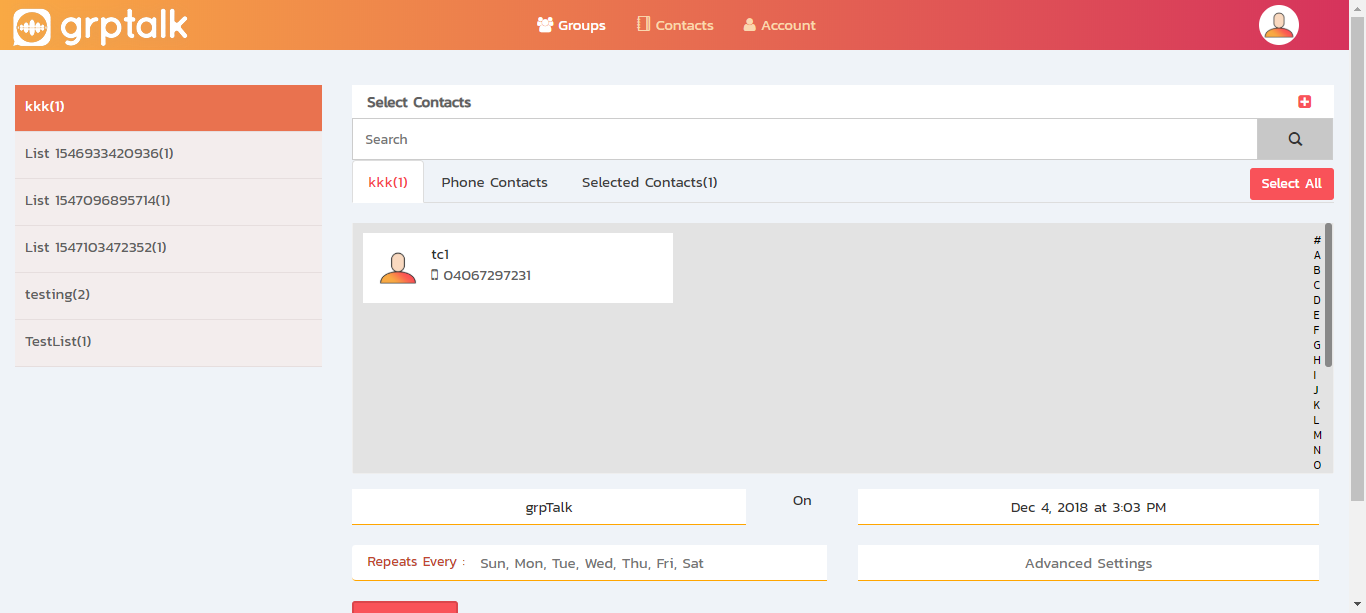 grptalk
Groups
Contacts
Account
kkk(1)
List 1546933420936(1)
List 1547096895714(1)
List 1547103472352(1)
testing(2)
TestList(1)
Select Contacts
Search
kkk(1)
Phone Contacts
Selected Contacts(1)
Select All
tc1
04067297231
#
A
B
C
D
E
F
G
H
I
J
K
L
M
N
O
grpTalk
On
Dec 4, 2018 at 3:03 PM
Repeats Every :
Sun, Mon, Tue, Wed, Thu, Fri, Sat
Advanced Settings